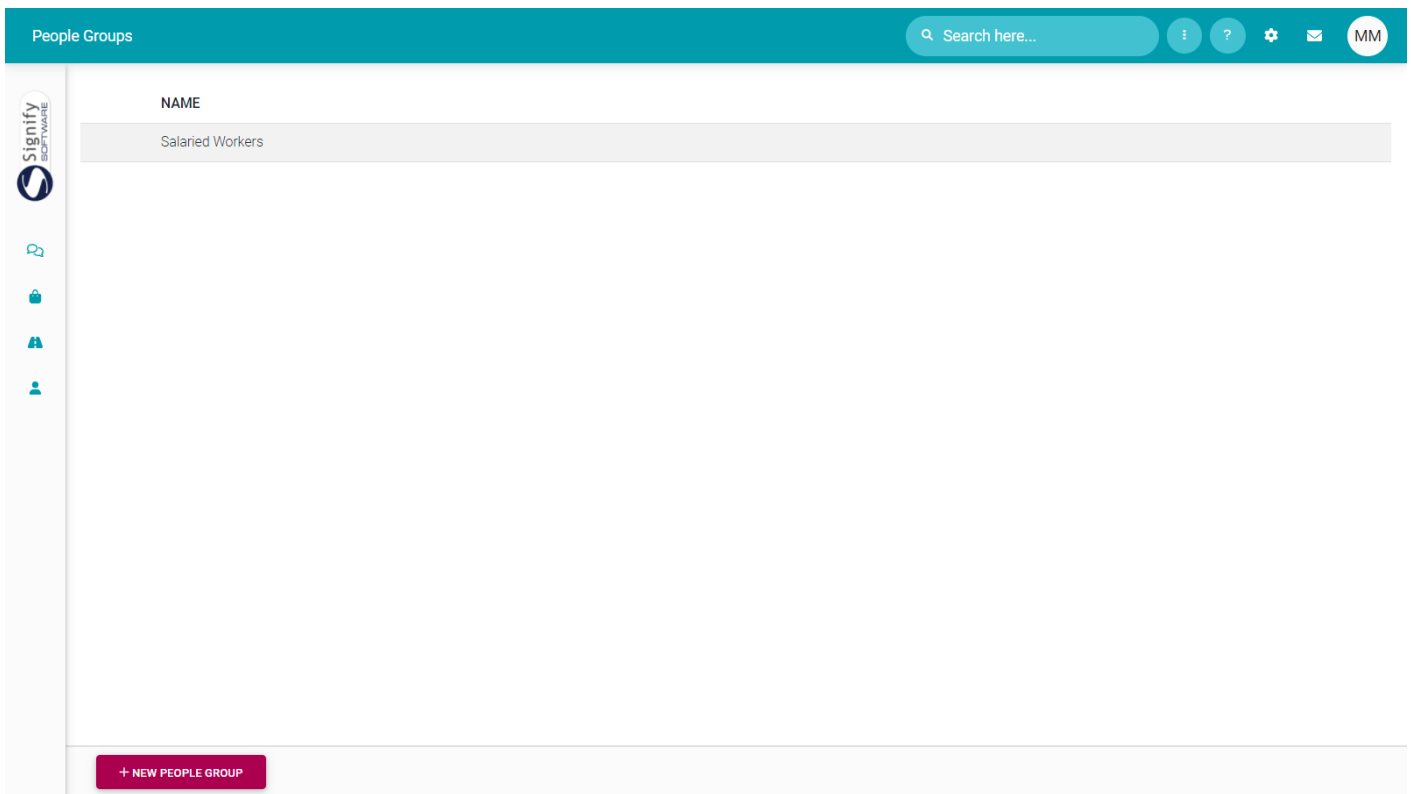 People Groups
Search here...
?
MM
Signify
SOFTWARE
NAME
Salaried Workers
+ NEW PEOPLE GROUP